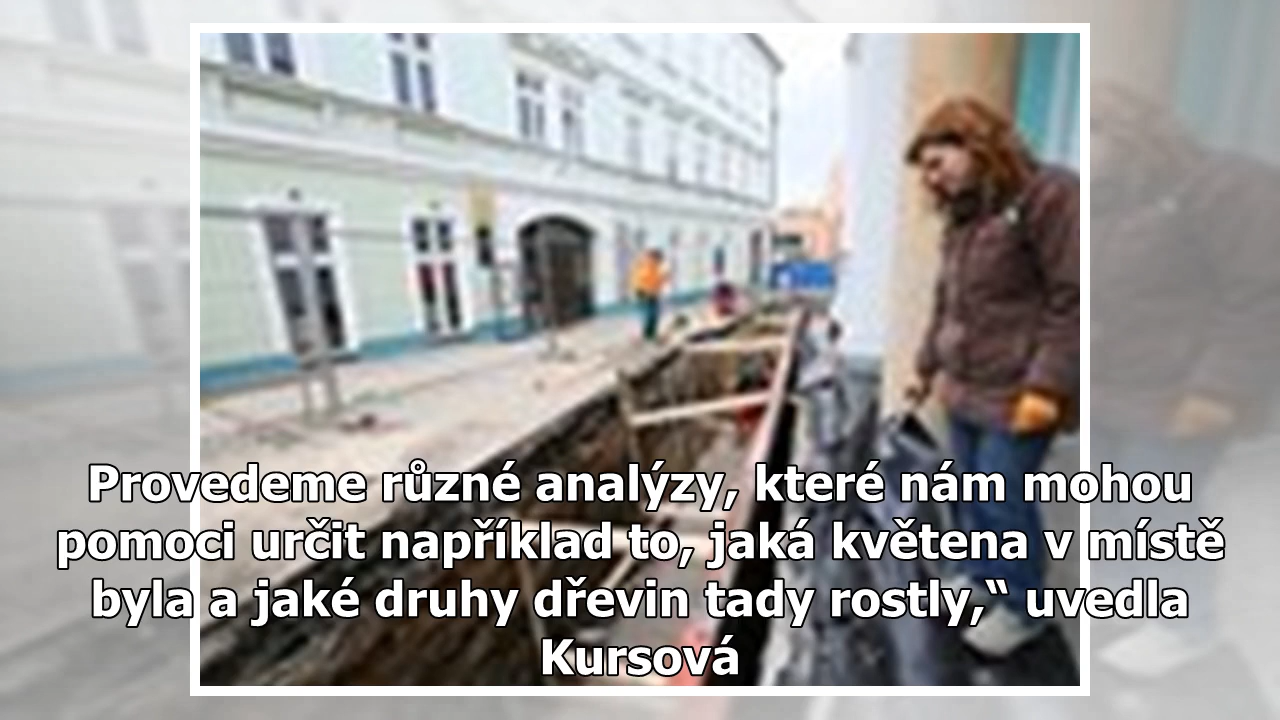 Provedeme různé analýzy, které nám mohou
pomoci určit například to, jaká květena v místě
byla a jaké druhy dřevin tady rostly,“ uvedla
Kursová